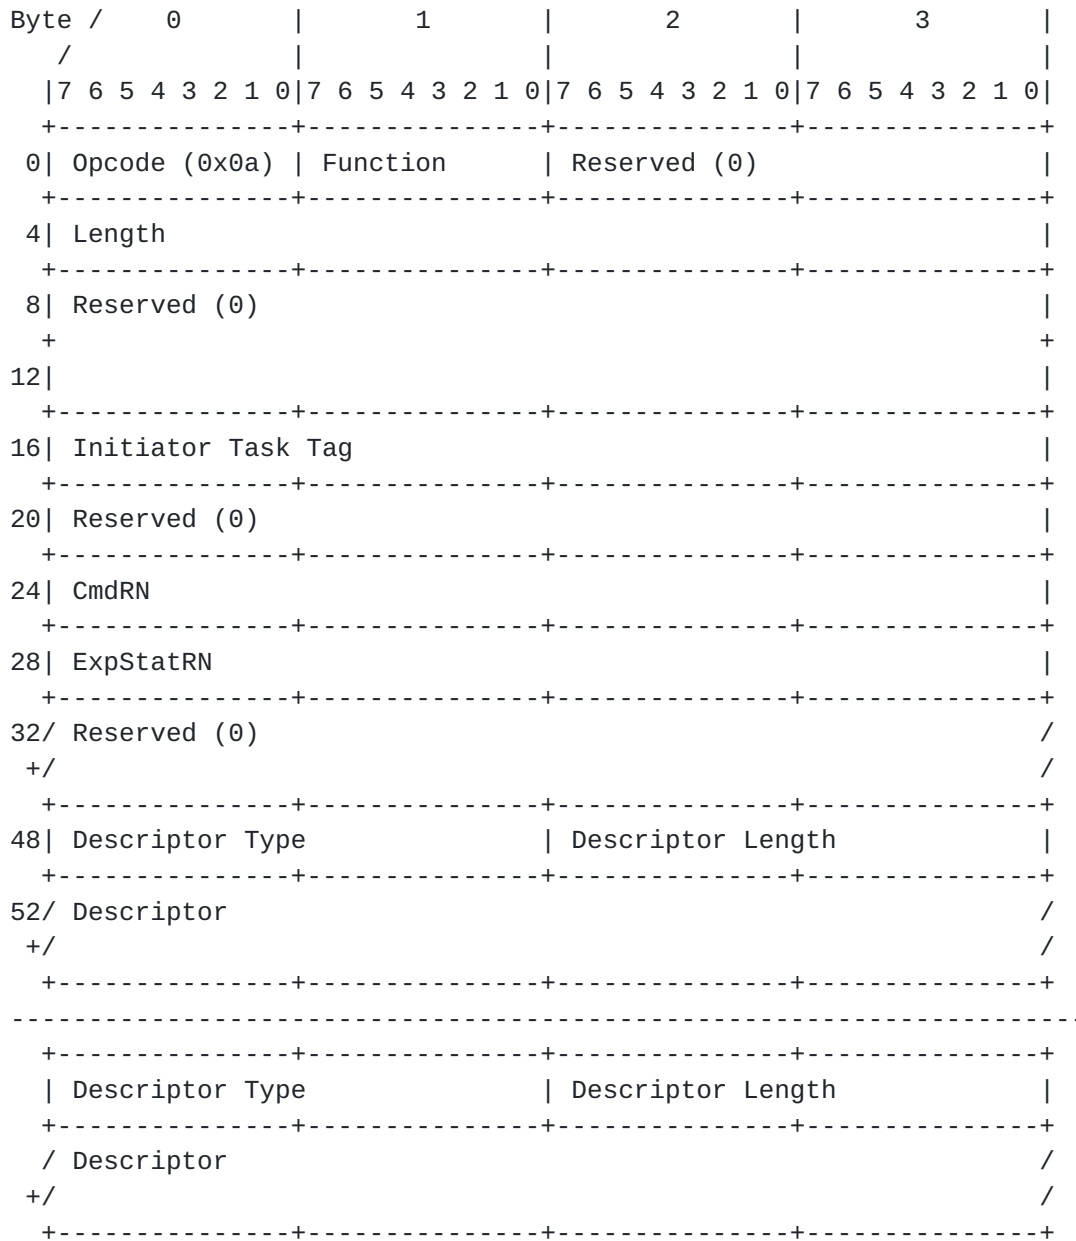 Byte /    0       |       1       |       2       |       3       |
   /              |               |               |               |
  |7 6 5 4 3 2 1 0|7 6 5 4 3 2 1 0|7 6 5 4 3 2 1 0|7 6 5 4 3 2 1 0|
  +---------------+---------------+---------------+---------------+
 0| Opcode (0x0a) | Function      | Reserved (0)                  |
  +---------------+---------------+---------------+---------------+
 4| Length                                                        |
  +---------------+---------------+---------------+---------------+
 8| Reserved (0)                                                  |
  +                                                               +
12|                                                               |
  +---------------+---------------+---------------+---------------+
16| Initiator Task Tag                                            |
  +---------------+---------------+---------------+---------------+
20| Reserved (0)                                                  |
  +---------------+---------------+---------------+---------------+
24| CmdRN                                                         |
  +---------------+---------------+---------------+---------------+
28| ExpStatRN                                                     |
  +---------------+---------------+---------------+---------------+
32/ Reserved (0)                                                  /
 +/                                                               /
  +---------------+---------------+---------------+---------------+
48| Descriptor Type               | Descriptor Length             |
  +---------------+---------------+---------------+---------------+
52/ Descriptor                                                    /
 +/                                                               /
  +---------------+---------------+---------------+---------------+
---------------------------------------------------------------------
  +---------------+---------------+---------------+---------------+
  | Descriptor Type               | Descriptor Length             |
  +---------------+---------------+---------------+---------------+
  / Descriptor                                                    /
 +/                                                               /
  +---------------+---------------+---------------+---------------+